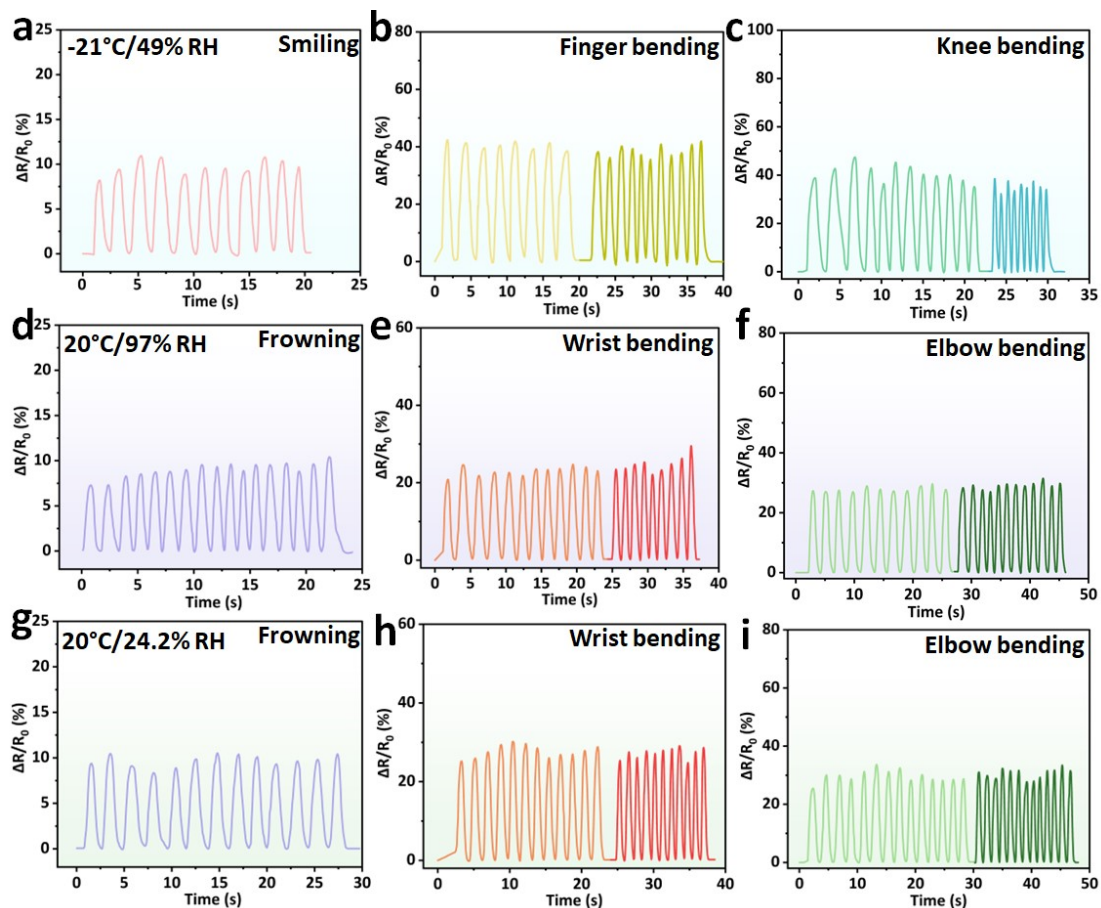 a
-21°C/49% RH
Smiling
25
20
15
10
5
0
ΔR/R0 (%)
0 5 10 15 20 25
Time (s)
b
Finger bending
80
60
40
20
0
ΔR/R0 (%)
0 5 10 15 20 25 30 35 40
Time (s)
c
Knee bending
100
80
60
40
20
0
ΔR/R0 (%)
0 5 10 15 20 25 30 35
Time (s)
d
20°C/97% RH
Frowning
25
20
15
10
5
0
ΔR/R0 (%)
0 5 10 15 20 25
Time (s)
e
Wrist bending
60
40
20
0
ΔR/R0 (%)
0 5 10 15 20 25 30 35 40
Time (s)
f
Elbow bending
80
60
40
20
0
ΔR/R0 (%)
0 10 20 30 40 50
Time (s)
g
20°C/24.2% RH
Frowning
25
20
15
10
5
0
ΔR/R0 (%)
0 5 10 15 20 25 30
Time (s)
h
Wrist bending
60
40
20
0
ΔR/R0 (%)
0 10 20 30 40
Time (s)
i
Elbow bending
80
60
40
20
0
ΔR/R0 (%)
0 10 20 30 40 50
Time (s)